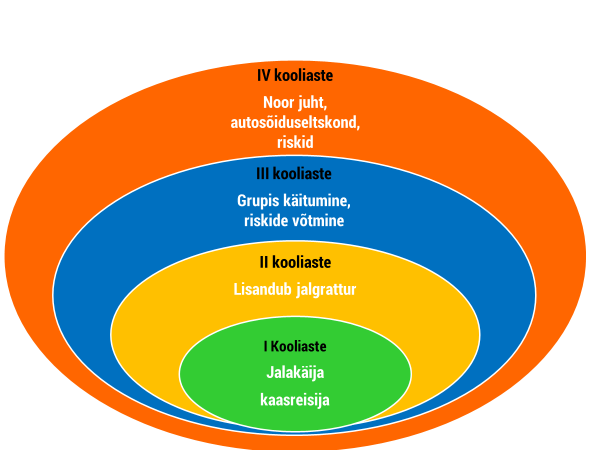 IV kooliaste
Noor juht,
autosõiduseltskond,
riskid
III kooliaste
Grupis käitumine,
riskide võtmine
II kooliaste
Lisandub jalgrattur
I Kooliaste
Jalakäija
kaasreisija